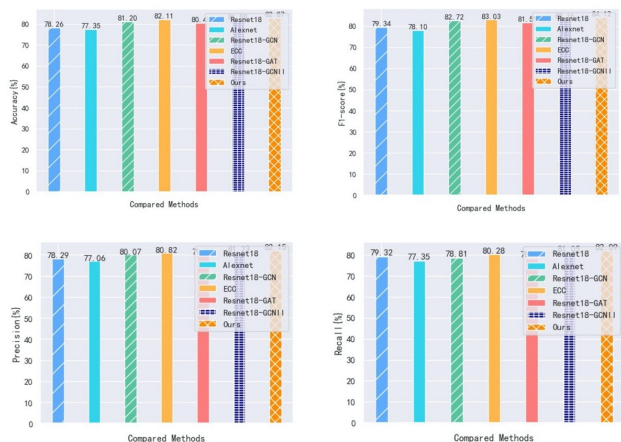 78.26
77.35
81.20
82.11
80.4
Resnet18
Alexnet
Resnet18-GCN
ECC
Resnet18-GAT
Resnet18-GCNII
Ours
80
70
60
50
40
30
20
10
0
Accuracy[%]
Compared Methods
79.34
78.10
82.72
83.03
81.5
Resnet18
Alexnet
Resnet18-GCN
ECC
Resnet18-GAT
Resnet18-GCNII
Ours
80
70
60
50
40
30
20
10
0
F1-score[%]
Compared Methods
78.29
77.06
80.07
80.82
Resnet18
Alexnet
Resnet18-GCN
ECC
Resnet18-GAT
Resnet18-GCNII
Ours
80
70
60
50
40
30
20
10
0
Precision[%]
Compared Methods
79.32
77.35
78.81
80.28
Resnet18
Alexnet
Resnet18-GCN
ECC
Resnet18-GAT
Resnet18-GCNII
Ours
80
70
60
50
40
30
20
10
0
Recall[%]
Compared Methods